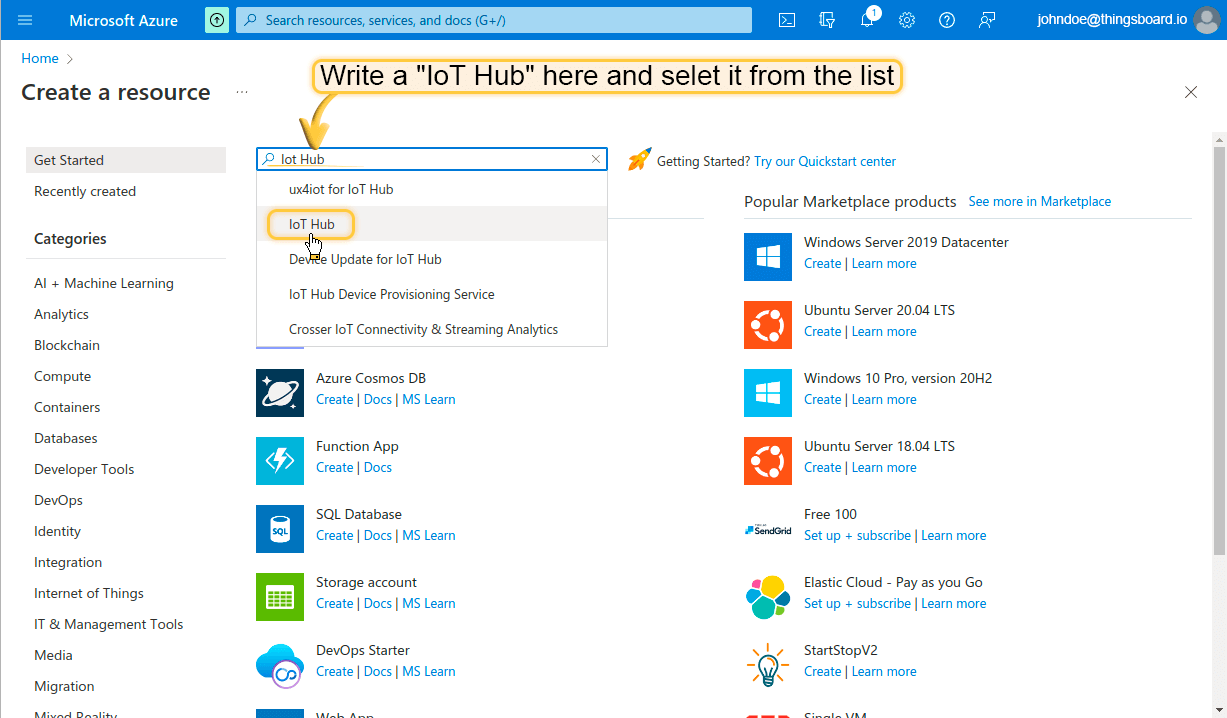 Microsoft Azure
Search resources, services, and docs (G+/)
1
johndoe@thingsboard.io
Home
Write a "IoT Hub" here and selet it from the list
Create a resource
...
Get Started
Recently created
Categories
AI + Machine Learning
Analytics
Blockchain
Compute
Containers
Databases
Developer Tools
DevOps
Identity
Integration
Internet of Things
IT & Management Tools
Media
Migration
Mixed Reality
Iot Hub
ux4iot for IoT Hub
IoT Hub
Device Update for IoT Hub
IoT Hub Device Provisioning Service
Crosser IoT Connectivity & Streaming Analytics
Azure Cosmos DB
Create | Docs | MS Learn
Function App
Create | Docs
SQL
SQL Database
Create | Docs | MS Learn
Storage account
Create | Docs | MS Learn
DevOps Starter
Create | Docs | MS Learn
Web App
Getting Started? Try our Quickstart center
Popular Marketplace products See more in Marketplace
Windows Server 2019 Datacenter
Create | Learn more
Ubuntu Server 20.04 LTS
Create | Learn more
Windows 10 Pro, version 20H2
Create | Learn more
Ubuntu Server 18.04 LTS
Create | Learn more
SendGrid
Free 100
Set up + subscribe | Learn more
Elastic Cloud - Pay as you Go
Set up + subscribe | Learn more
StartStopV2
Create | Learn more
Single VM